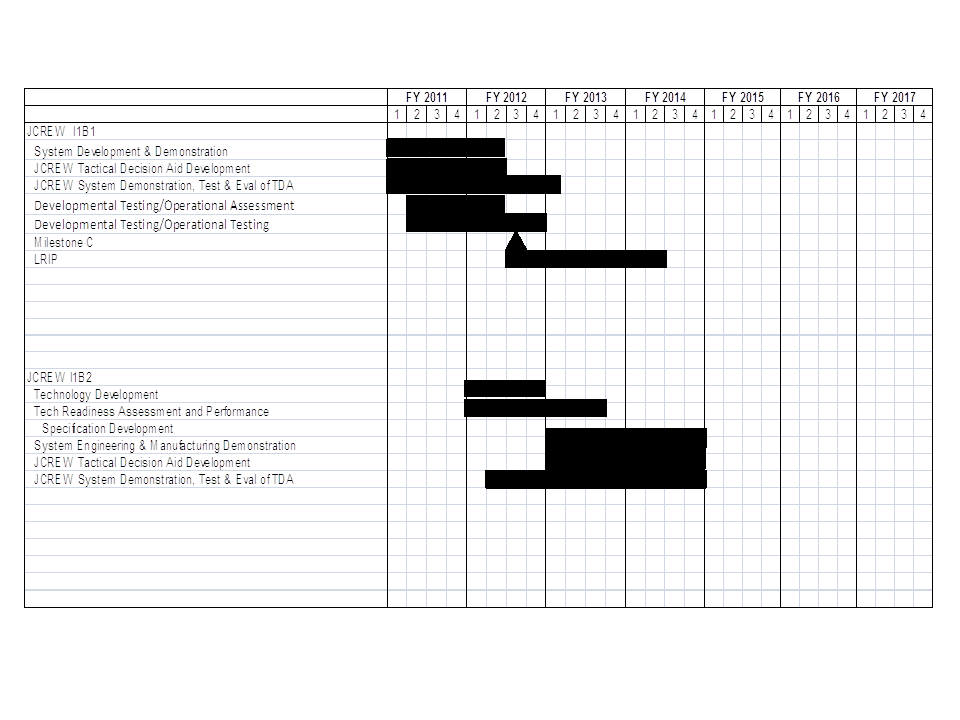 FY 2011 FY 2012 FY 2013 FY 2014 FY 2015 FY 2016 FY 2017
1 2 3 4 1 2 3 4 1 2 3 4 1 2 3 4 1 2 3 4 1 2 3 4 1 2 3 4
JCREW I1B1
System Development & Demonstration
JCREW Tactical Decision Aid Development
JCREW System Demonstration, Test & Eval of TDA
Developmental Testing/Operational Assessment
Developmental Testing/Operational Testing
Milestone C
LRIP
JCREW I1B2
Technology Development
Tech Readiness Assessment and Performance
Specification Development
System Engineering & Manufacturing Demonstration
JCREW Tactical Decision Aid Development
JCREW System Demonstration, Test & Eval of TDA